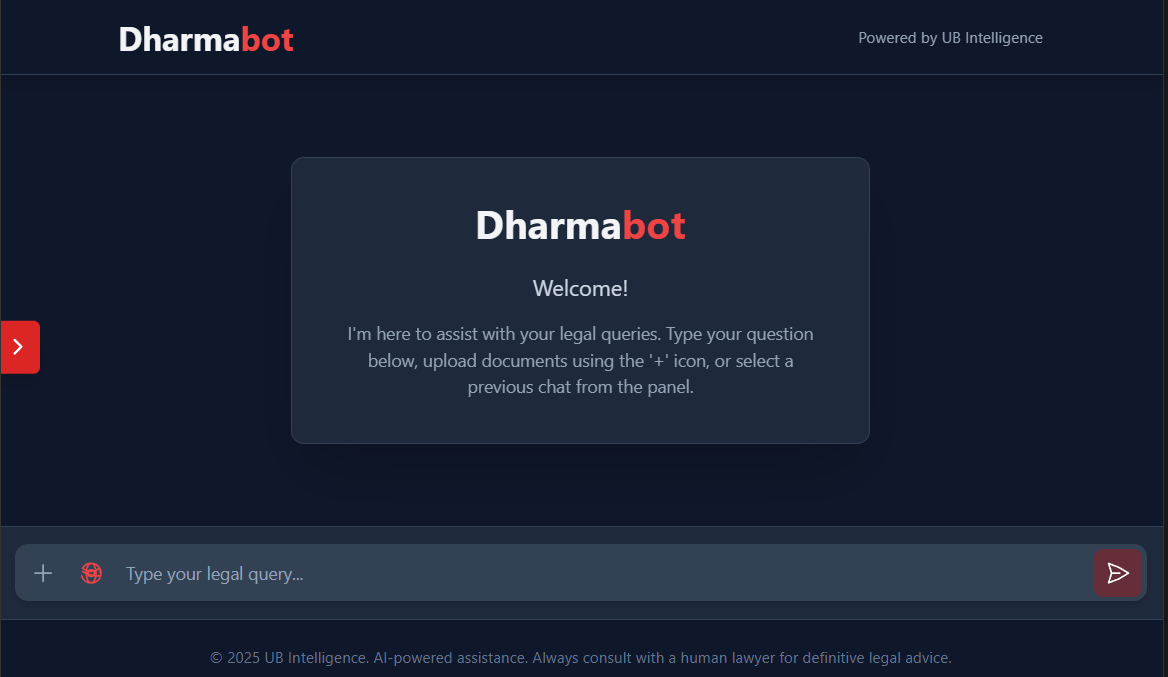 Dharmabot
Powered by UB Intelligence
Dharmabot
Welcome!
I'm here to assist with your legal queries. Type your question
below, upload documents using the '+' icon, or select a
previous chat from the panel.
Type your legal query...
© 2025 UB Intelligence. AI-powered assistance. Always consult with a human lawyer for definitive legal advice.